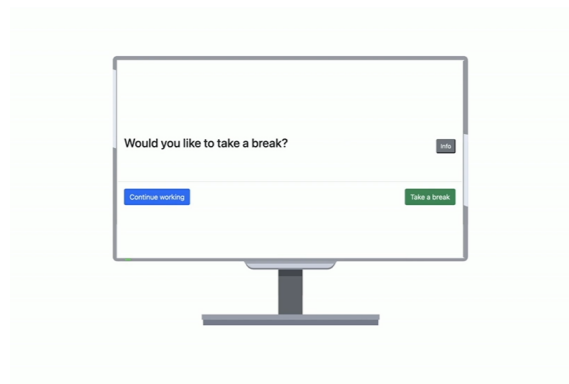 Would you like to take a break?
Info
Continue working
Take a break